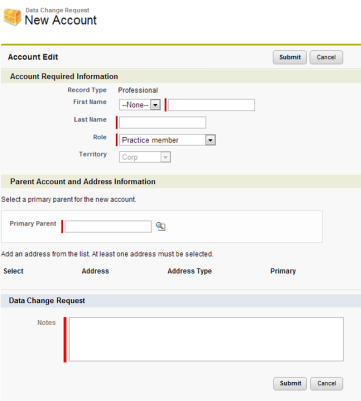 Data Change Request
New Account
Account Edit
Submit Cancel
Account Required Information
Record Type Professional
First Name --None--
Last Name
Role Practice member
Territory Corp
Parent Account and Address Information
Select a primary parent for the new account.
Primary Parent
Add an address from the list. At least one address must be selected.
Select Address Address Type Primary
Data Change Request
Notes
Submit Cancel